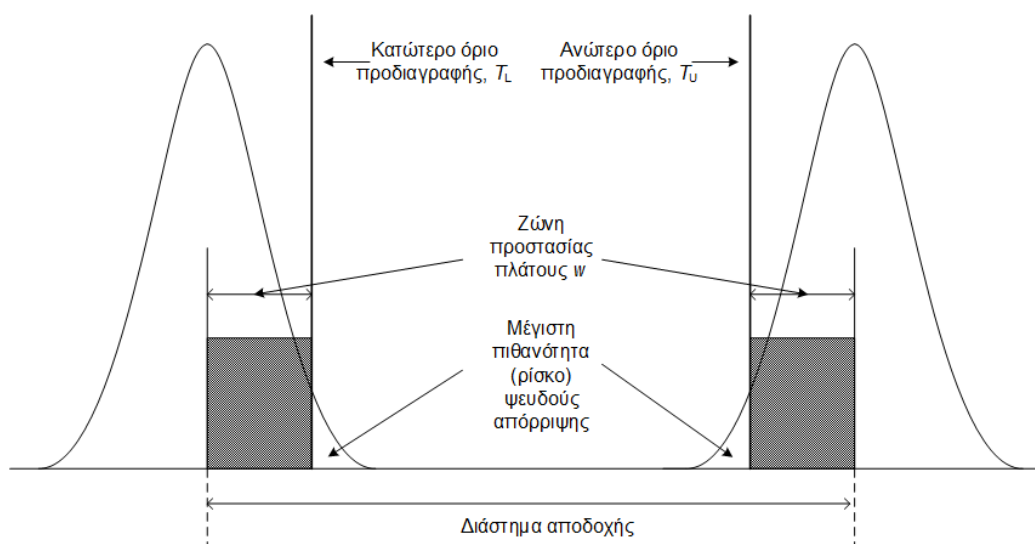 Κατώτερο όριο
προδιαγραφής, TL
Ανώτερο όριο
προδιαγραφής, TU
Ζώνη
προστασίας
πλάτους w
Μέγιστη
πιθανότητα
(ρίσκο)
ψευδούς
απόρριψης
Διάστημα αποδοχής